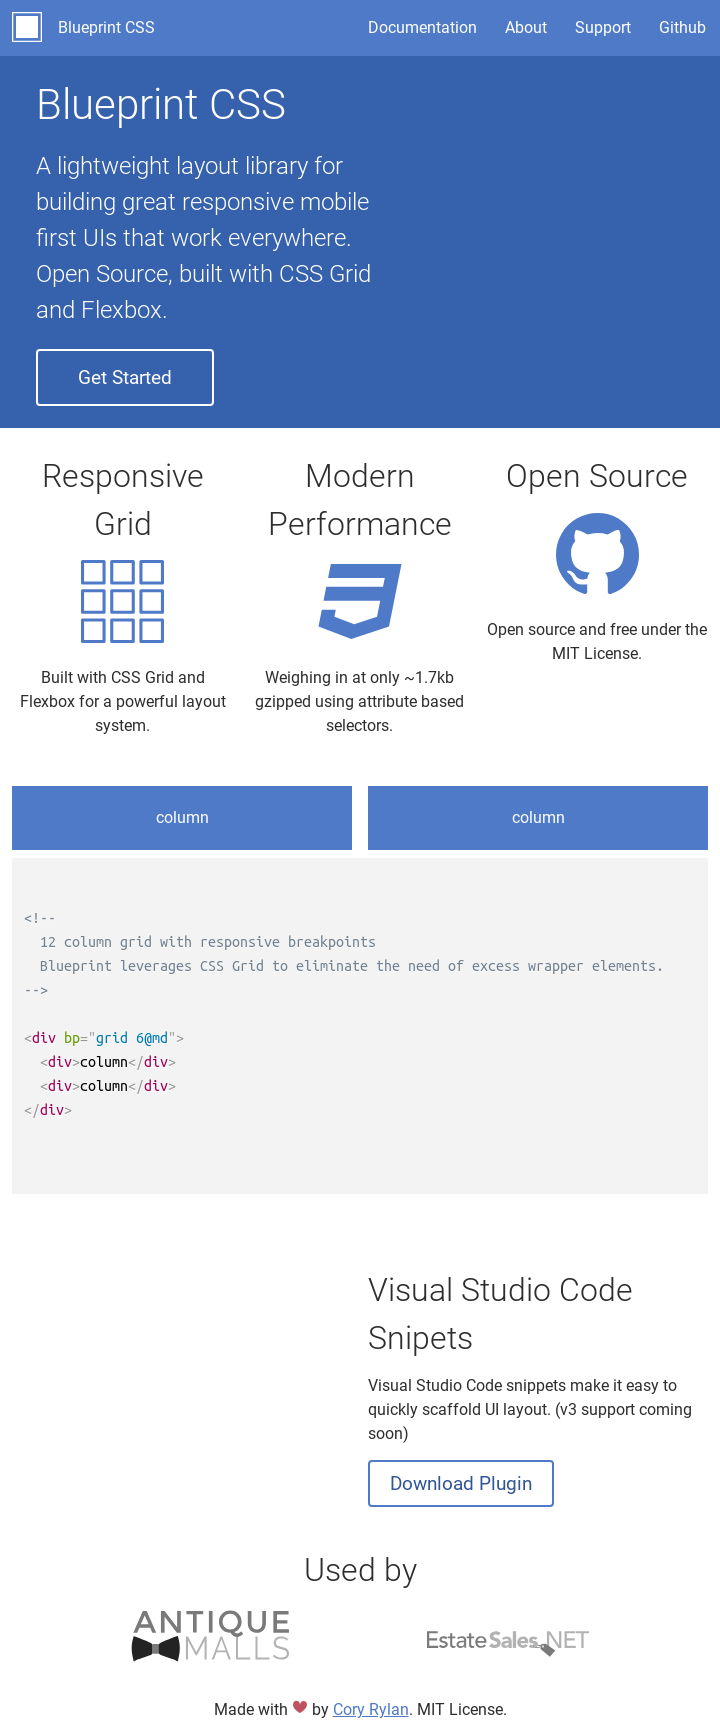 Blueprint CSS
Documentation About Support Github
Blueprint CSS
A lightweight layout library for
building great responsive mobile
first UIs that work everywhere.
Open Source, built with CSS Grid
and Flexbox.
Get Started
Responsive
Grid
Built with CSS Grid and
Flexbox for a powerful layout
system.
Modern
Performance
Weighing in at only ~1.7kb
gzipped using attribute based
selectors.
Open Source
Open source and free under the
MIT License.
column
column
<!--
  12 column grid with responsive breakpoints
  Blueprint leverages CSS Grid to eliminate the need of excess wrapper elements.
-->
<div bp="grid 6@md">
  <div>column</div>
  <div>column</div>
</div>
Visual Studio Code
Snipets
Visual Studio Code snippets make it easy to
quickly scaffold UI layout. (v3 support coming
soon)
Download Plugin
Used by
ANTIQUE
MALLS
EstateSales.NET
Made with by Cory Rylan. MIT License.